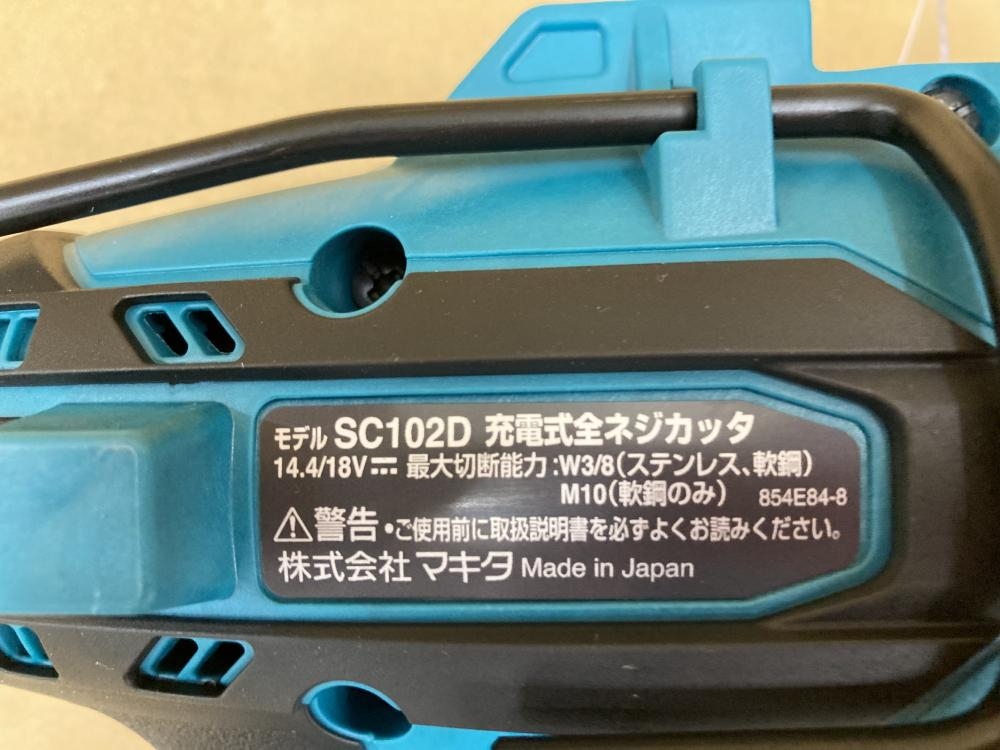 モデル SC102D 充電式全ネジカッタ
14.4/18V⎓ 最大切断能力:W3/8(ステンレス、軟鋼)
M10(軟鋼のみ) 854E84-8
⚠警告・ご使用前に取扱説明書を必ずよくお読みください。
株式会社 マキタ Made in Japan